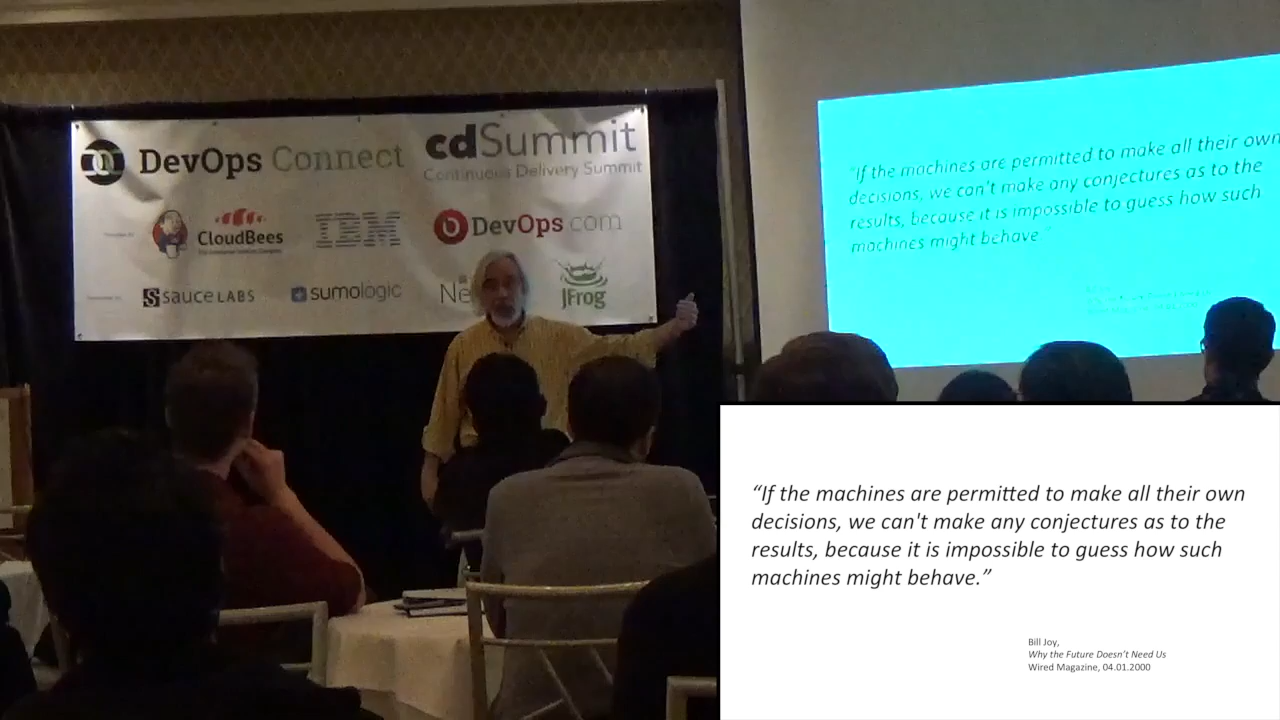 DevOps Connect
cdSummit
Continuous Delivery Summit
CloudBees
IBM
DevOps.com
SAUCE LABS
sumologic
Ne
JFrog
"If the machines are permitted to make all their own
decisions, we can't make any conjectures as to the
results, because it is impossible to guess how such
machines might behave."
“If the machines are permitted to make all their own
decisions, we can't make any conjectures as to the
results, because it is impossible to guess how such
machines might behave.”
Bill Joy,
Why the Future Doesn’t Need Us
Wired Magazine, 04.01.2000